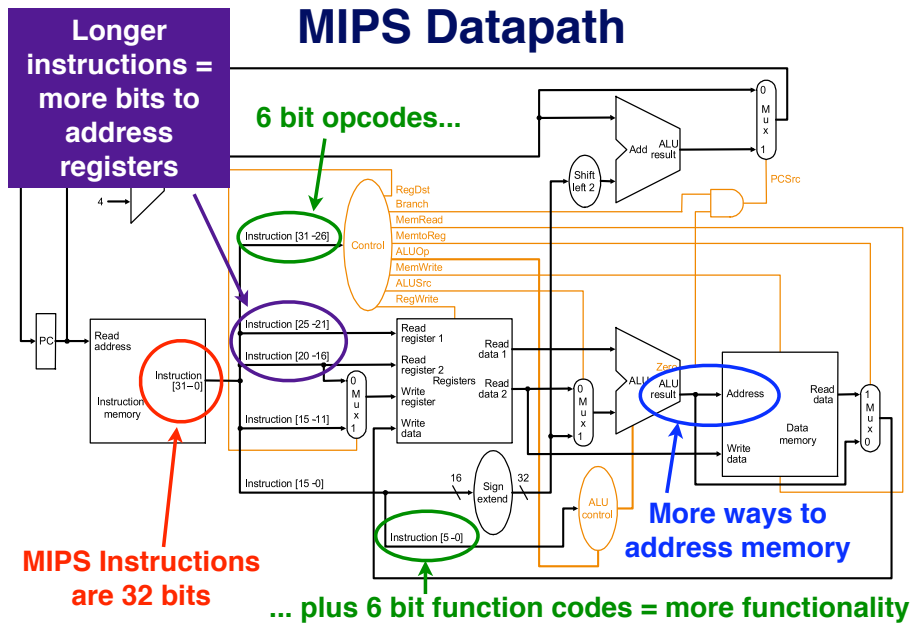 MIPS Datapath
Longer
instructions =
more bits to
address
registers
6 bit opcodes...
0
M
u
x
1
Add
ALU
result
Shift
left 2
PCSrc
4
RegDst
Branch
MemRead
MemtoReg
ALUOp
MemWrite
ALUSrc
RegWrite
Control
Instruction [31-26]
Instruction [25-21]
Instruction [20-16]
Instruction [15-11]
Instruction [15-0]
Instruction [5-0]
PC
Read
address
Instruction
[31-0]
Instruction
memory
0
M
u
x
1
Read
register 1
Read
register 2
Write
register
Write
data
Read
data 1
Read
data 2
Registers
0
M
u
x
1
Zero
ALU
ALU
result
Address
Write
data
Read
data
Data
memory
1
M
u
x
0
16
Sign
extend
32
ALU
control
More ways to
address memory
MIPS Instructions
are 32 bits
... plus 6 bit function codes = more functionality